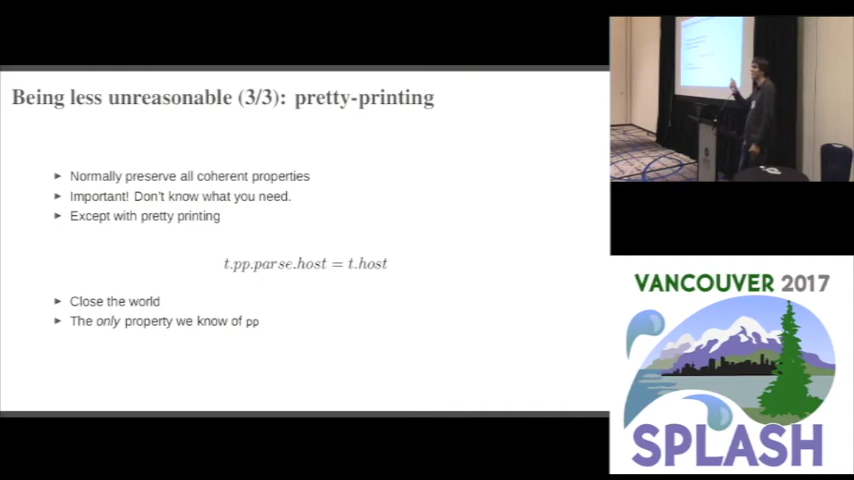 Being less unreasonable (3/3): pretty-printing
▶ Normally preserve all coherent properties
▶ Important! Don't know what you need.
▶ Except with pretty printing
t.pp.parse.host = t.host
▶ Close the world
▶ The only property we know of pp
VANCOUVER 2017
SPLASH